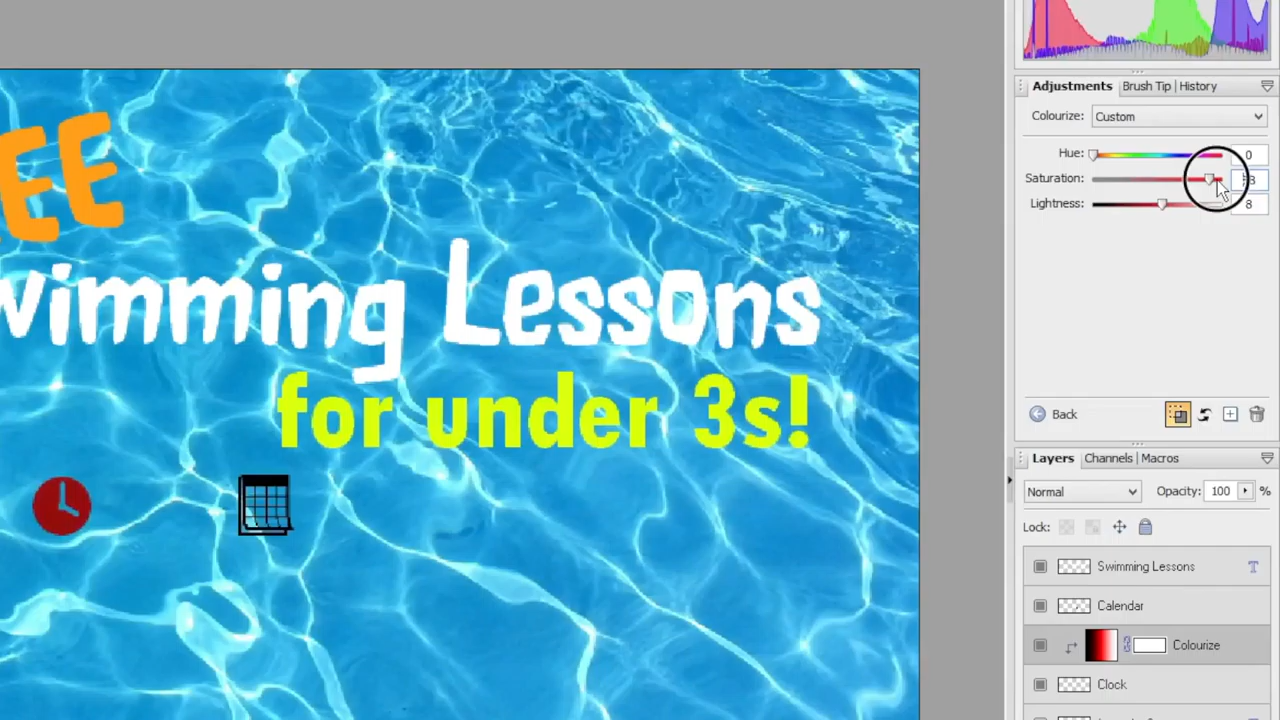 Adjustments Brush Tip | History
Colourize: Custom
Hue: 0
Saturation:
Lightness: 8
EE
wimming Lessons
for under 3s!
Back
Layers Channels | Macros
Normal Opacity: 100 %
Lock:
Swimming Lessons T
Calendar
Colourize
Clock